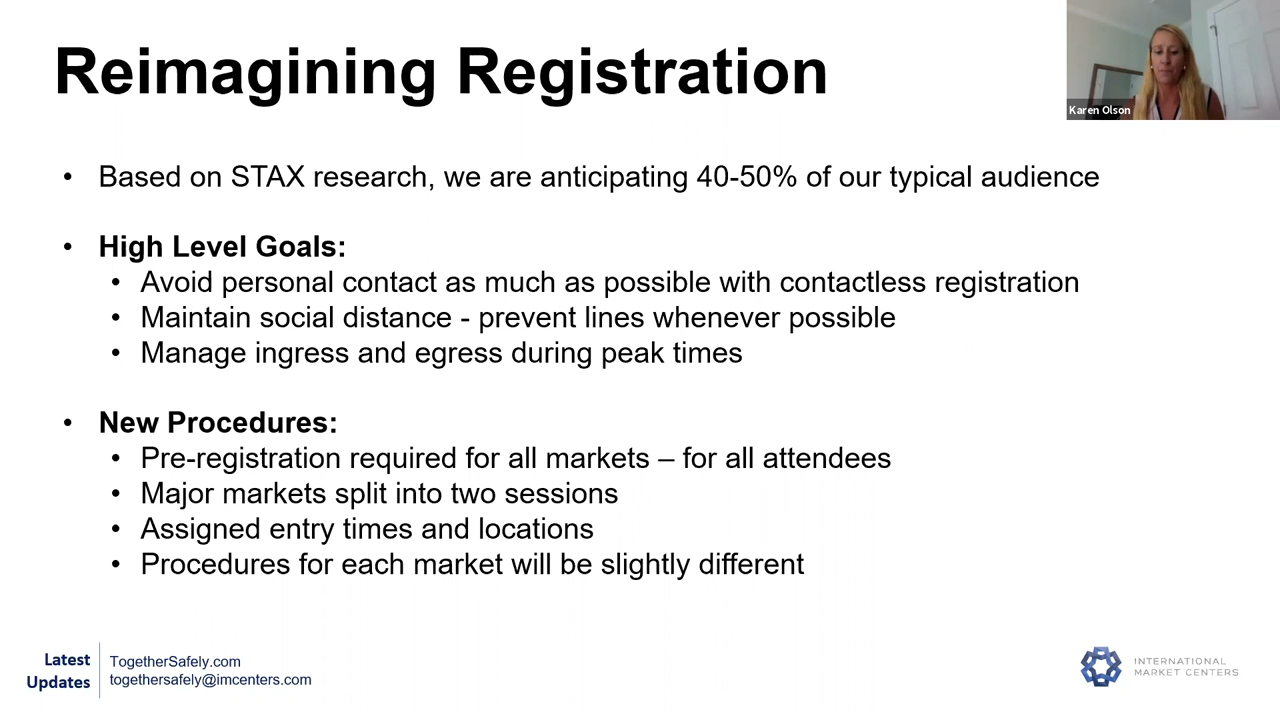 Reimagining Registration
Karen Olson
• Based on STAX research, we are anticipating 40-50% of our typical audience
• High Level Goals:
• Avoid personal contact as much as possible with contactless registration
• Maintain social distance - prevent lines whenever possible
• Manage ingress and egress during peak times
• New Procedures:
• Pre-registration required for all markets – for all attendees
• Major markets split into two sessions
• Assigned entry times and locations
• Procedures for each market will be slightly different
Latest
Updates
TogetherSafely.com
togethersafely@imcenters.com
INTERNATIONAL
MARKET CENTERS